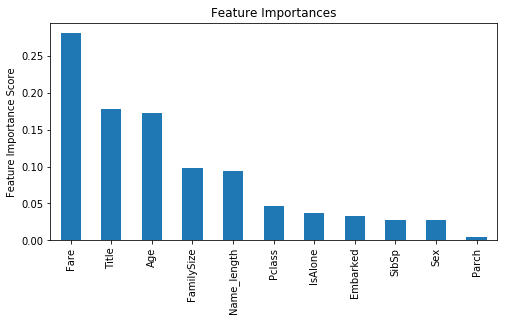 Feature Importances
Feature Importance Score
0.25
0.20
0.15
0.10
0.05
0.00
Fare
Title
Age
FamilySize
Name_length
Pclass
IsAlone
Embarked
SibSp
Sex
Parch